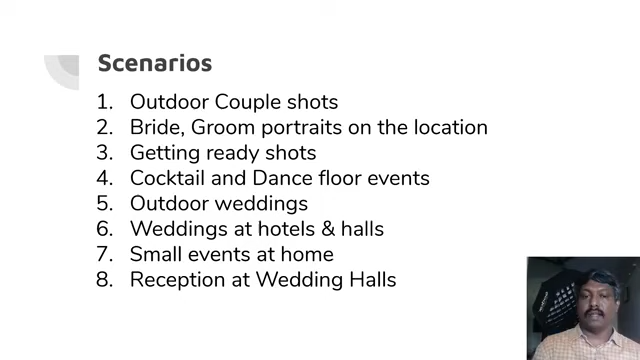 Scenarios
1. Outdoor Couple shots
2. Bride, Groom portraits on the location
3. Getting ready shots
4. Cocktail and Dance floor events
5. Outdoor weddings
6. Weddings at hotels & halls
7. Small events at home
8. Reception at Wedding Halls